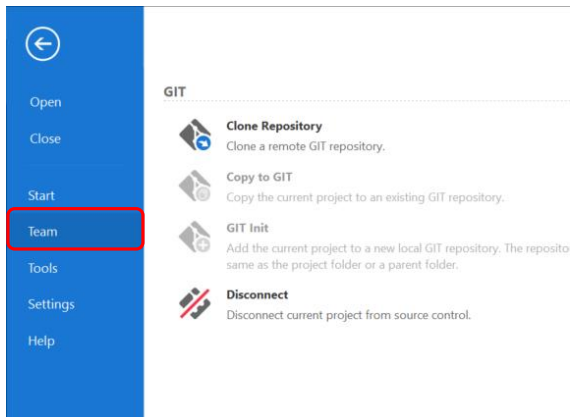 Open
Close
Start
Team
Tools
Settings
Help
GIT
Clone Repository
Clone a remote GIT repository.
Copy to GIT
Copy the current project to an existing GIT repository.
GIT Init
Add the current project to a new local GIT repository. The
same as the project folder or a parent folder.
Disconnect
Disconnect current project from source control.